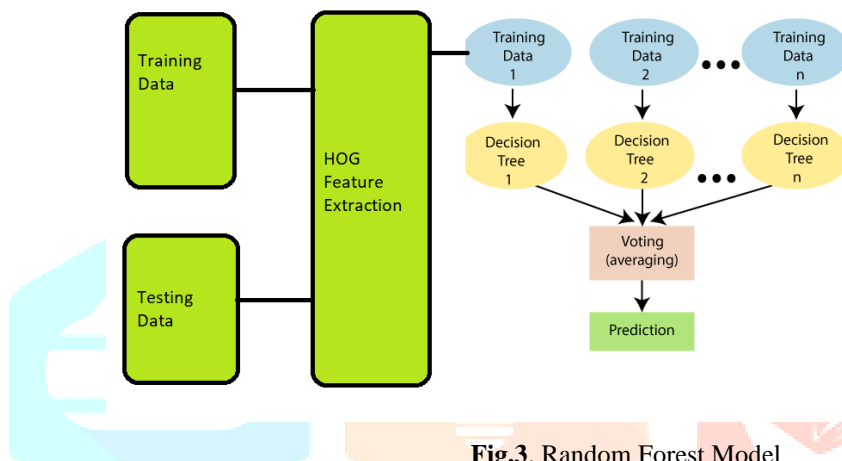 Training
Data
Testing
Data
HOG
Feature
Extraction
Training
Data
1
Training
Data
2
Training
Data
n
Decision
Tree
1
Decision
Tree
2
Decision
Tree
n
Voting
(averaging)
Prediction
Fig.3. Random Forest Model